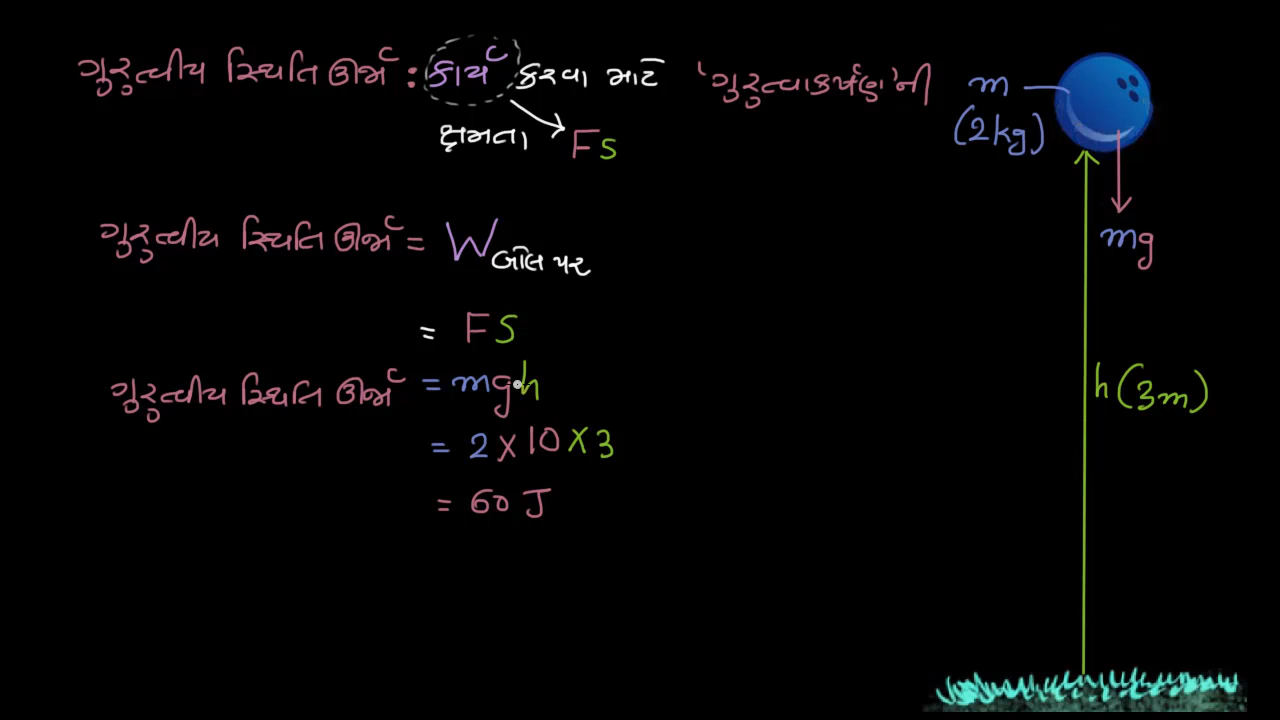 ગુરુત્વીય સ્થિતિ ઊર્જા : કાર્ય કરવા માટે 'ગુરુત્વાકર્ષણ'ની
ક્ષમતા
Fs
m
(2kg)
mg
ગુરુત્વીય સ્થિતિ ઊર્જા = W બોલ પર
= FS
ગુરુત્વીય સ્થિતિ ઊર્જા = mgh
= 2 × 10 × 3
= 60 J
h (3m)